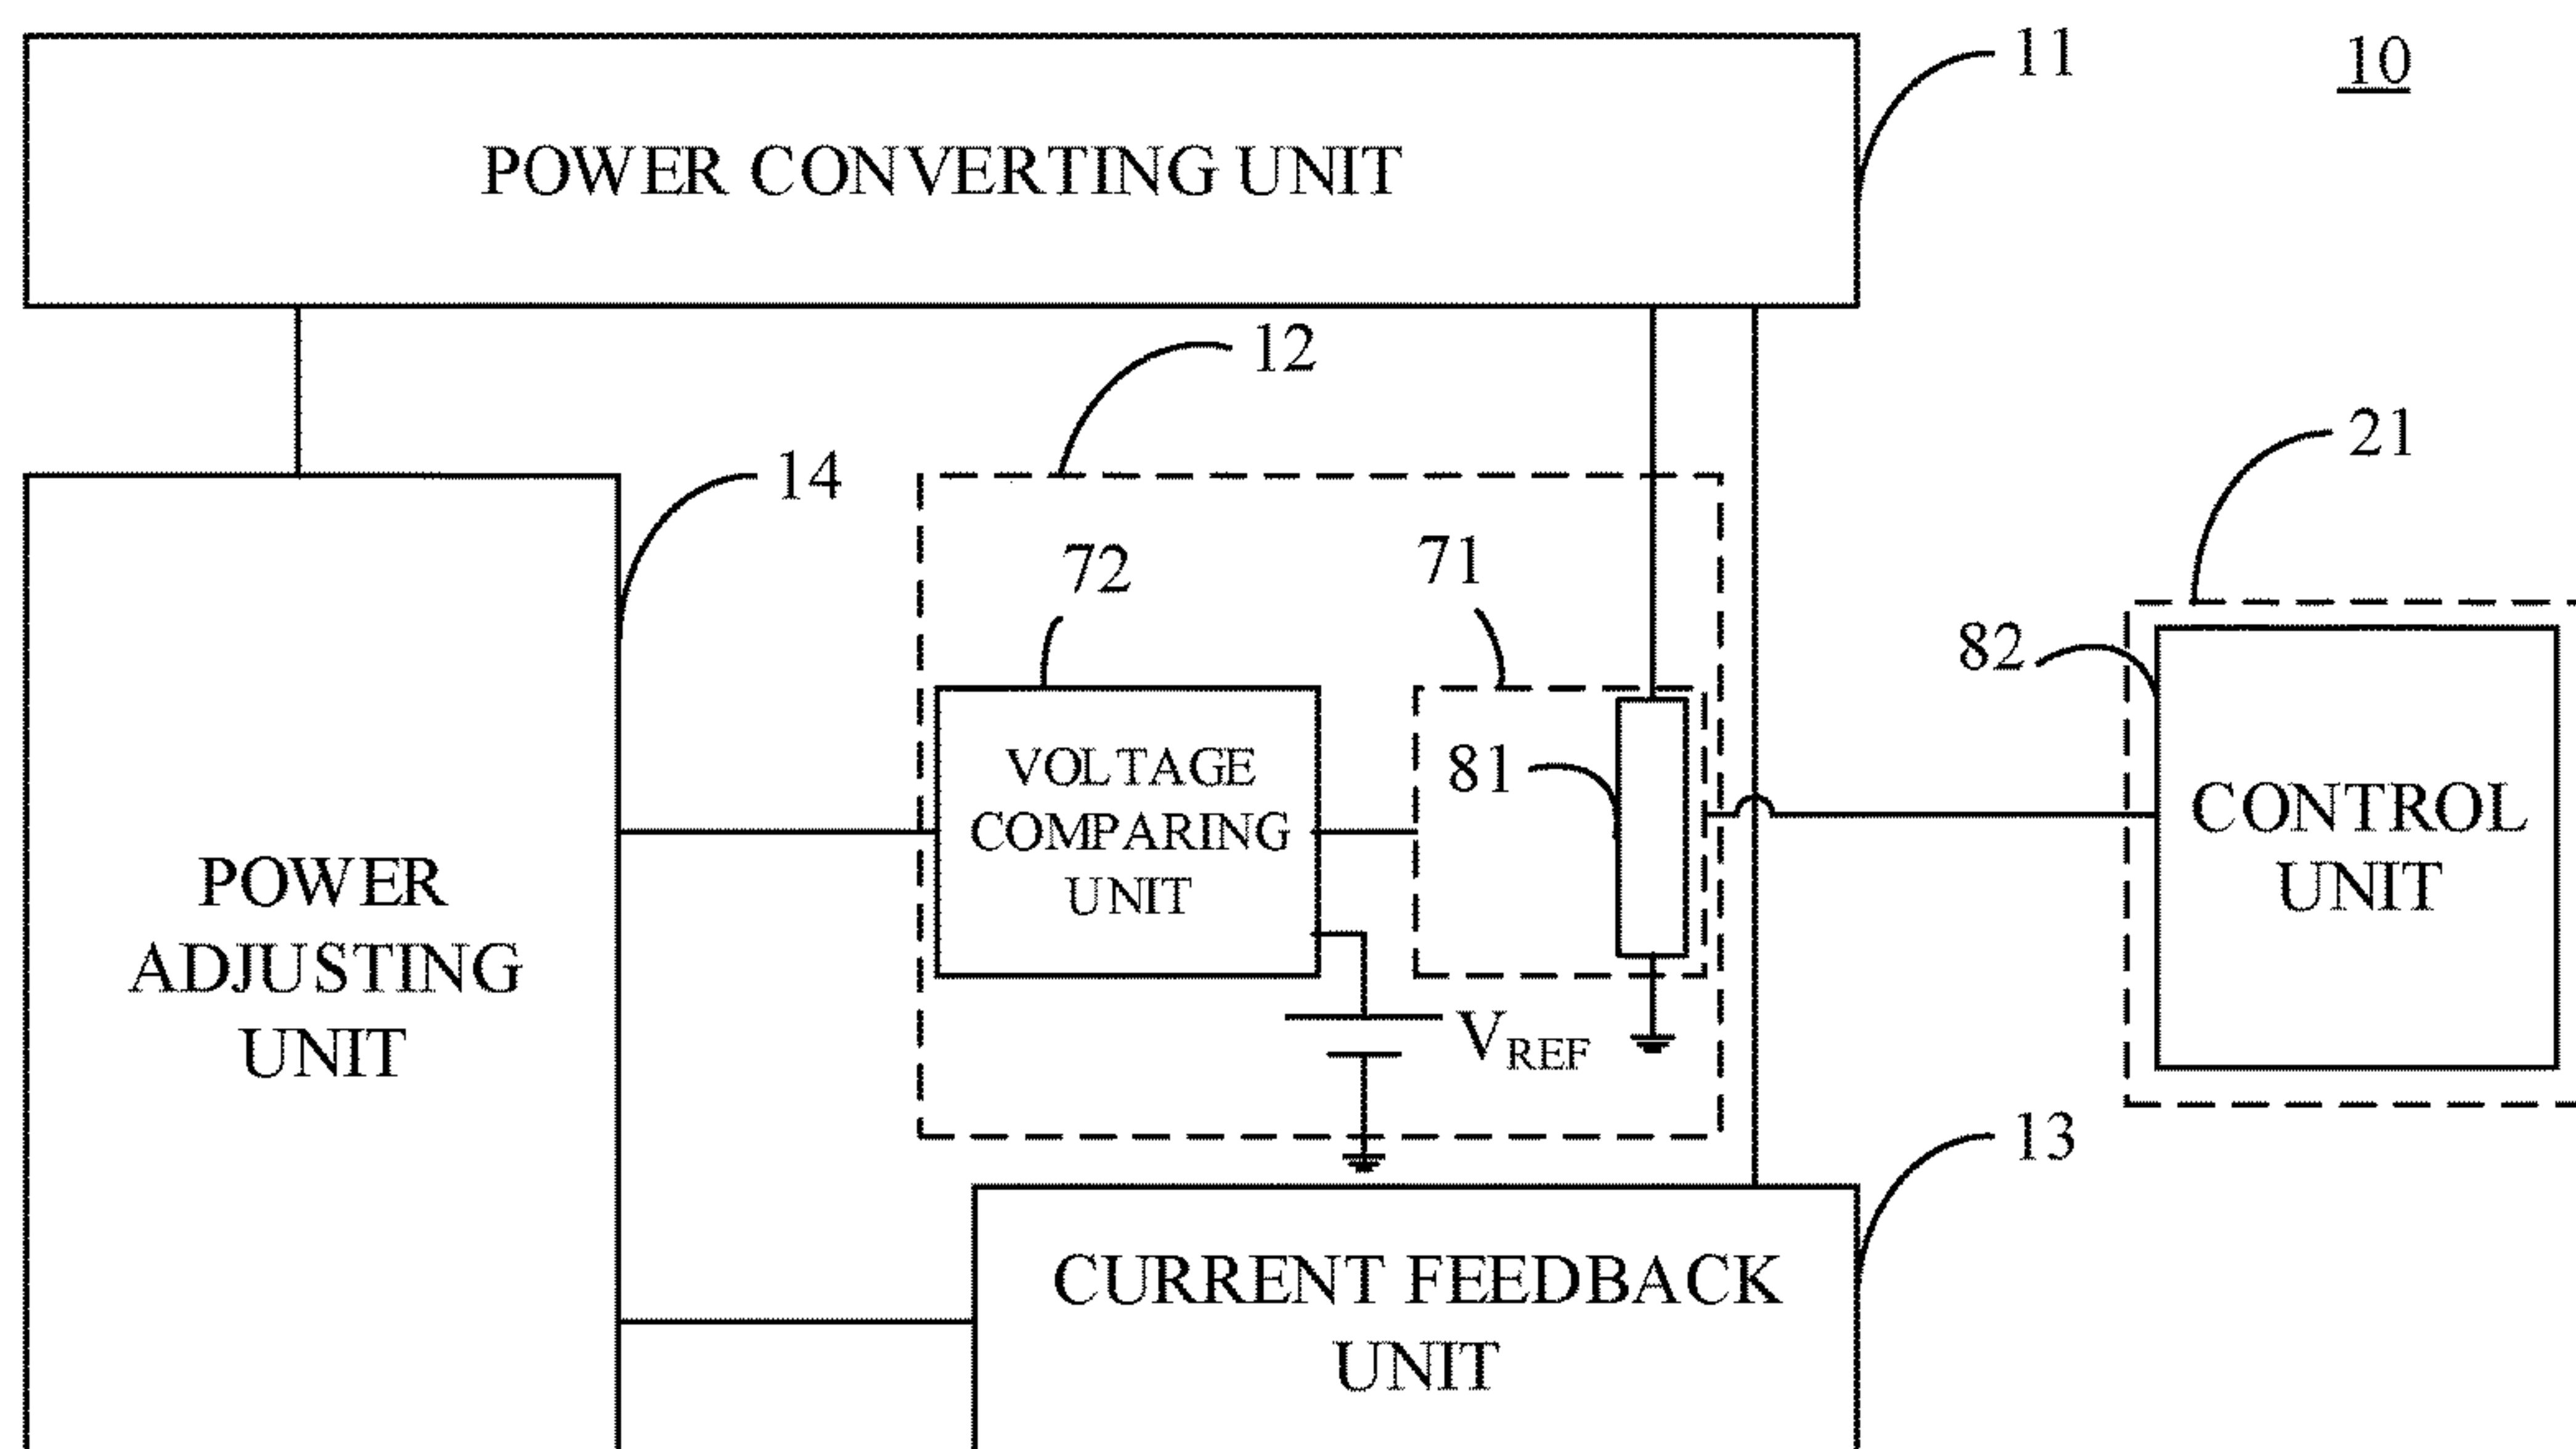 11
10
POWER CONVERTING UNIT
12
14
21
72
71
82
81
VOLTAGE
COMPARING
UNIT
CONTROL
UNIT
POWER
ADJUSTING
UNIT
VREF
13
CURRENT FEEDBACK
UNIT